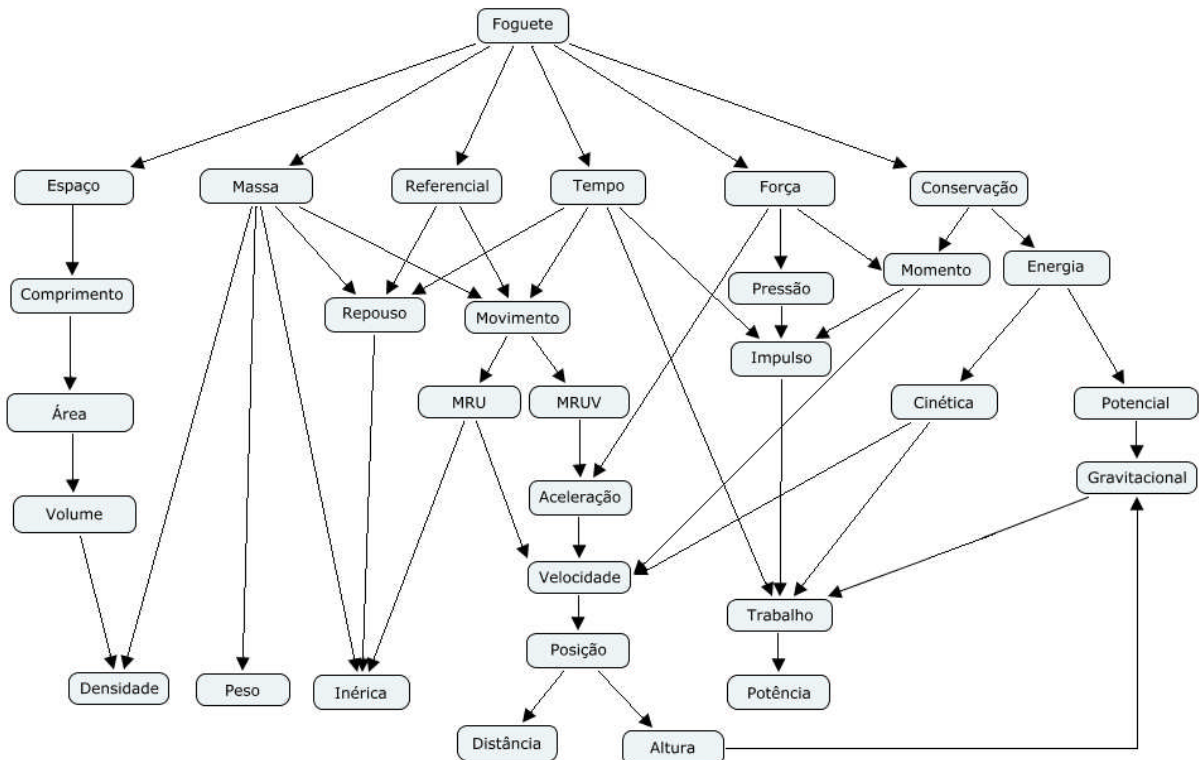 Foguete
Espaço
Massa
Referencial
Tempo
Força
Conservação
Comprimento
Repouso
Movimento
Pressão
Momento
Energia
Impulso
Área
MRU
MRUV
Cinética
Potencial
Volume
Aceleração
Gravitacional
Velocidade
Trabalho
Posição
Densidade
Peso
Inérica
Potência
Distância
Altura